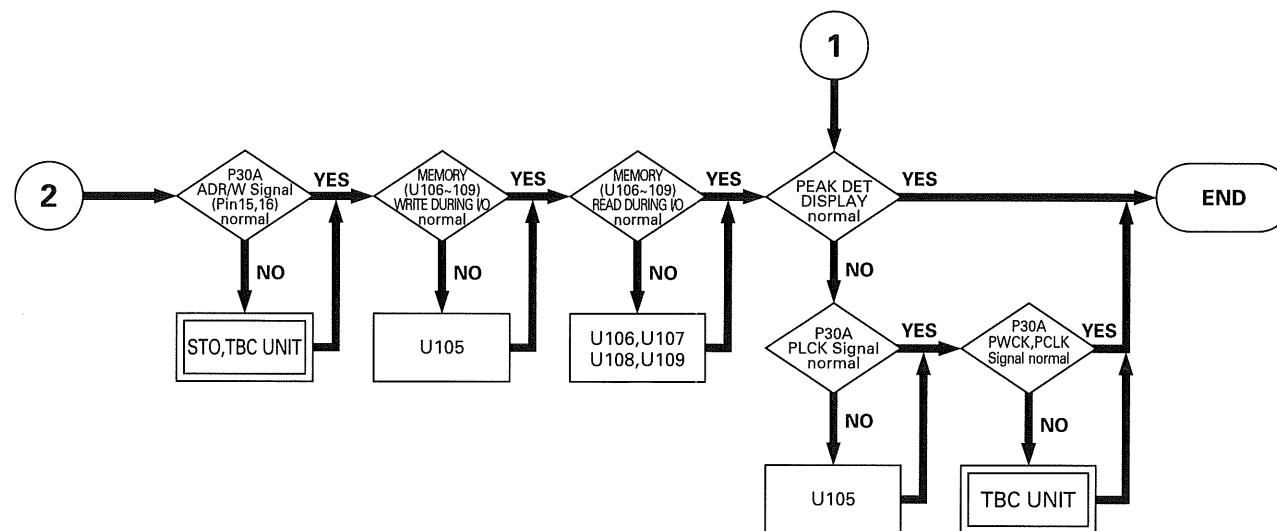 1
2
P30A
ADR/W Signal
(Pin15,16)
normal
YES
NO
STO,TBC UNIT
MEMORY
(U106~109)
WRITE DURING I/O
normal
YES
NO
U105
MEMORY
(U106~109)
READ DURING I/O
normal
YES
NO
U106,U107
U108,U109
PEAK DET
DISPLAY
normal
YES
END
NO
P30A
PLCK Signal
normal
YES
NO
U105
P30A
PWCK,PCLK
Signal normal
YES
NO
TBC UNIT